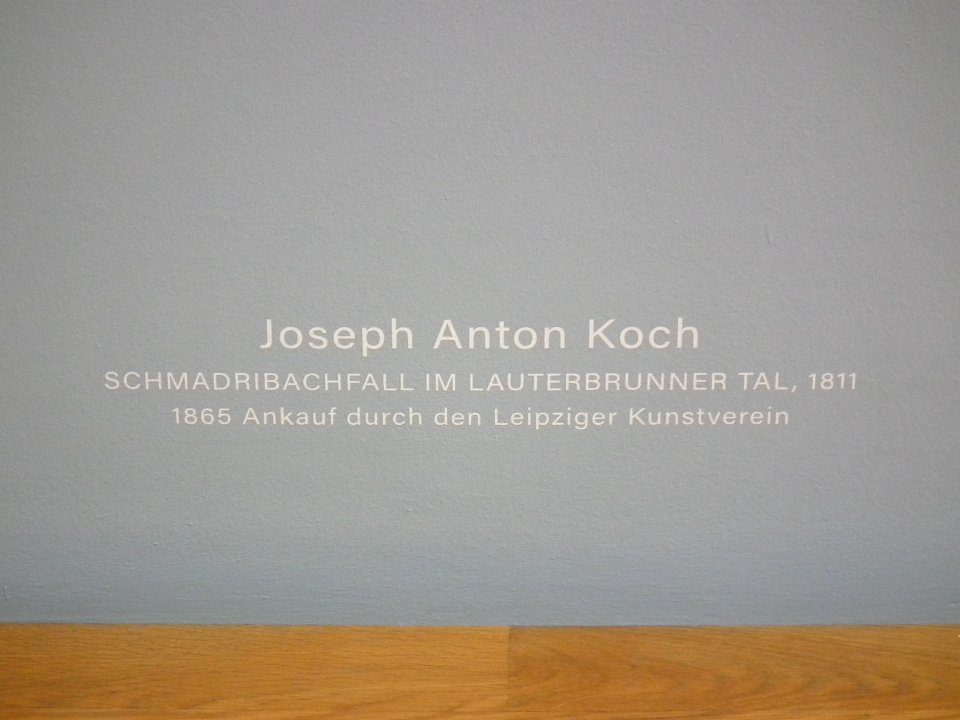 Joseph Anton Koch
SCHMADRIBACHFALL IM LAUTERBRUNNER TAL, 1811
1865 Ankauf durch den Leipziger Kunstverein